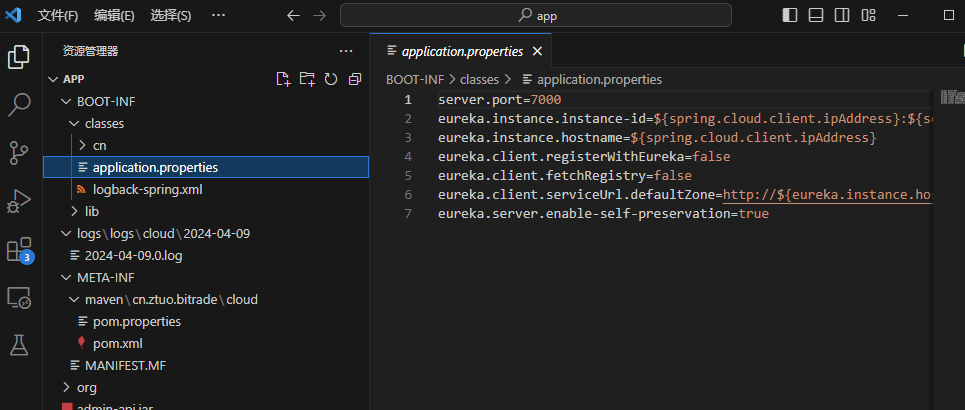 文件(F) 编辑(E) 选择(S) ··· app
资源管理器 ···
APP
BOOT-INF
classes
cn
application.properties
logback-spring.xml
lib
logs\logs\cloud\2024-04-09
2024-04-09.0.log
META-INF
maven\cn.ztuo.bitrade\cloud
pom.properties
pom.xml
MANIFEST.MF
org
admin-api.jar
3
application.properties
BOOT-INF > classes > application.properties
1 server.port=7000
2 eureka.instance.instance-id=${spring.cloud.client.ipAddress}:${se
3 eureka.instance.hostname=${spring.cloud.client.ipAddress}
4 eureka.client.registerWithEureka=false
5 eureka.client.fetchRegistry=false
6 eureka.client.serviceUrl.defaultZone=http://${eureka.instance.ho
7 eureka.server.enable-self-preservation=true